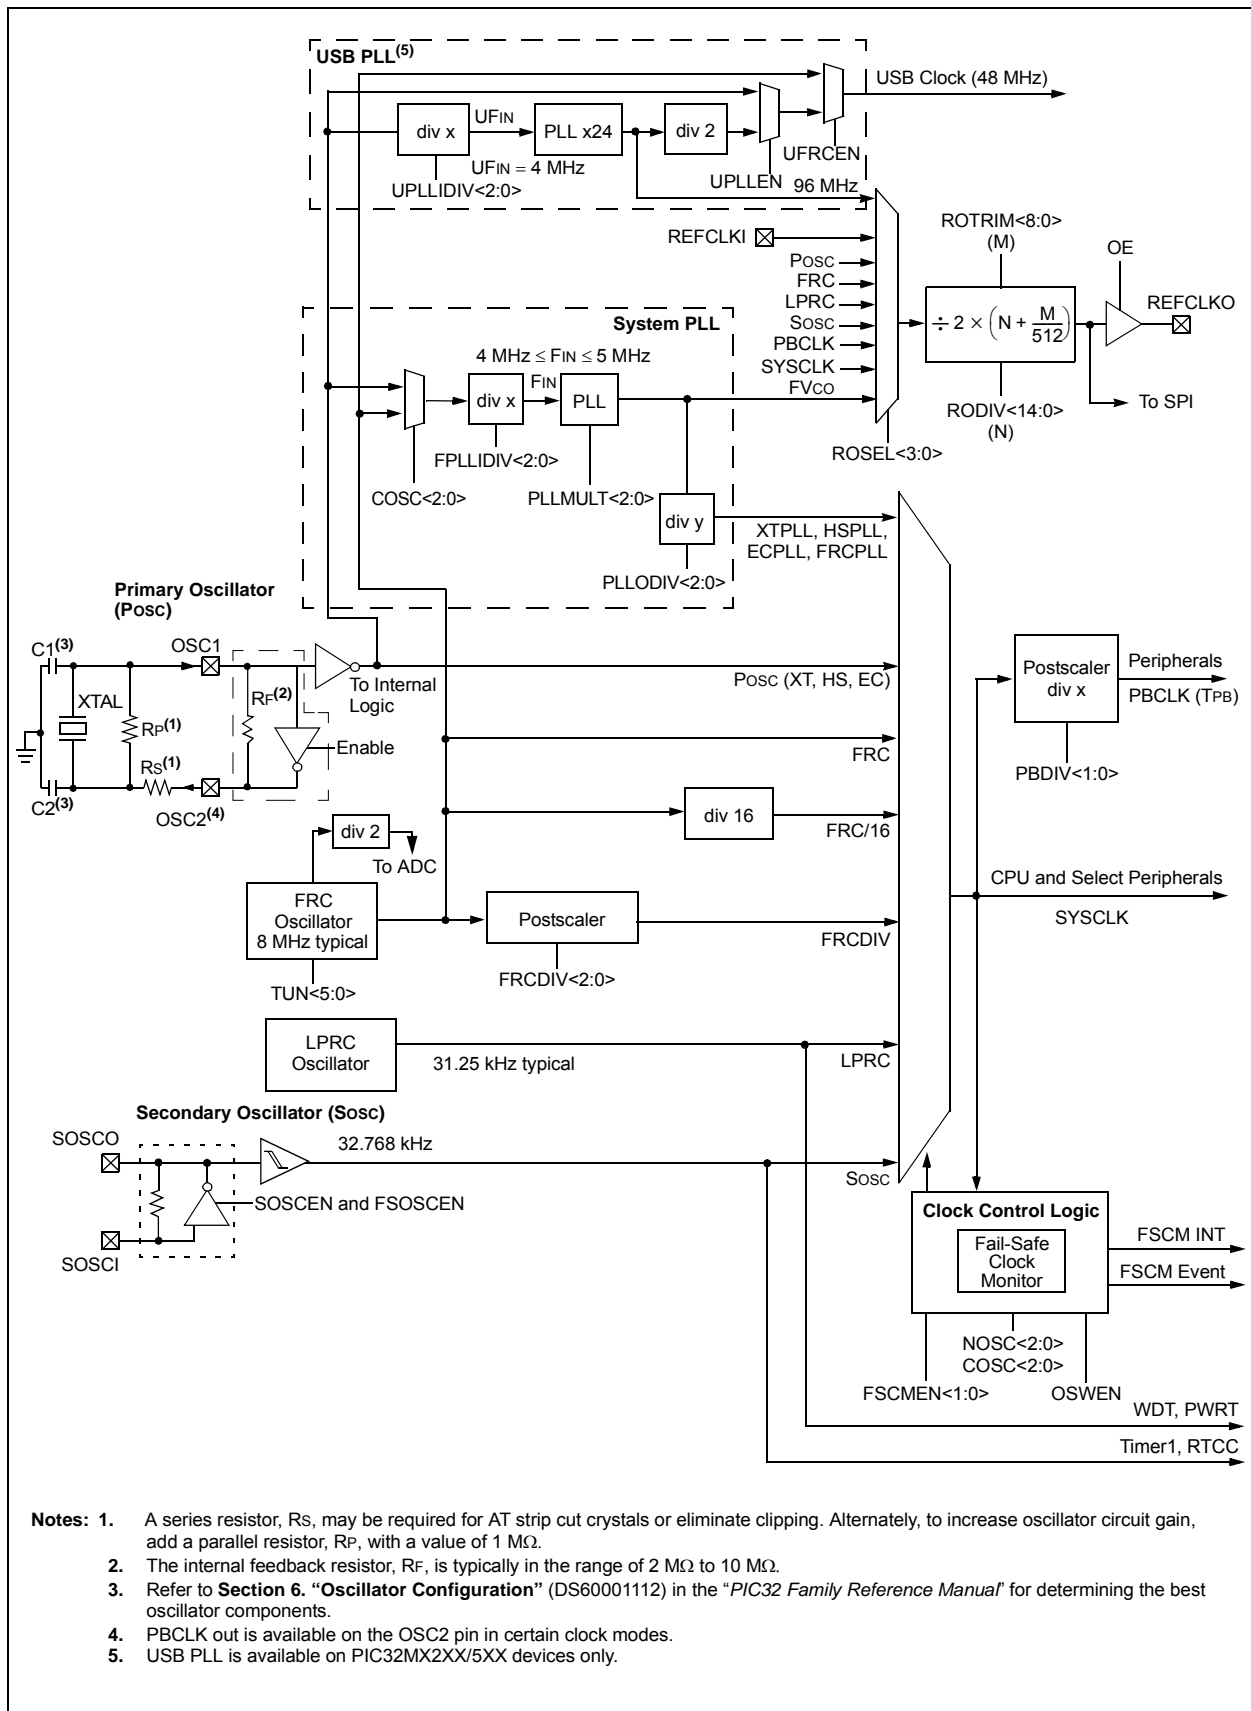 USB PLL(5)
USB Clock (48 MHz)
UFIN
div x
PLL x24
div 2
UFRCEN
UFIN = 4 MHz
UPLLIDIV<2:0>
UPLLEN
96 MHz
REFCLKI
ROTRIM<8:0>
(M)
OE
POSC
FRC
LPRC
SOSC
PBCLK
SYSCLK
FVCO
÷ 2 × (N + M/512)
REFCLKO
To SPI
RODIV<14:0>
(N)
ROSEL<3:0>
System PLL
4 MHz ≤ FIN ≤ 5 MHz
FIN
div x
PLL
FPLLIDIV<2:0>
COSC<2:0>
PLLMULT<2:0>
div y
XTPLL, HSPLL,
ECPLL, FRCPLL
PLLODIV<2:0>
Primary Oscillator
(POSC)
C1(3)
OSC1
XTAL
RP(1)
RF(2)
To Internal
Logic
Enable
RS(1)
C2(3)
OSC2(4)
POSC (XT, HS, EC)
Postscaler
div x
Peripherals
PBCLK (TPB)
PBDIV<1:0>
FRC
div 16
FRC/16
div 2
To ADC
FRC
Oscillator
8 MHz typical
TUN<5:0>
Postscaler
FRCDIV<2:0>
FRCDIV
CPU and Select Peripherals
SYSCLK
LPRC
Oscillator
31.25 kHz typical
LPRC
Secondary Oscillator (SOSC)
SOSCO
32.768 kHz
SOSCEN and FSOSCEN
SOSCI
SOSC
Clock Control Logic
Fail-Safe
Clock
Monitor
FSCM INT
FSCM Event
NOSC<2:0>
COSC<2:0>
FSCMEN<1:0>
OSWEN
WDT, PWRT
Timer1, RTCC
Notes: 1. A series resistor, RS, may be required for AT strip cut crystals or eliminate clipping. Alternately, to increase oscillator circuit gain,
add a parallel resistor, RP, with a value of 1 MΩ.
2. The internal feedback resistor, RF, is typically in the range of 2 MΩ to 10 MΩ.
3. Refer to Section 6. “Oscillator Configuration” (DS60001112) in the “PIC32 Family Reference Manual” for determining the best
oscillator components.
4. PBCLK out is available on the OSC2 pin in certain clock modes.
5. USB PLL is available on PIC32MX2XX/5XX devices only.